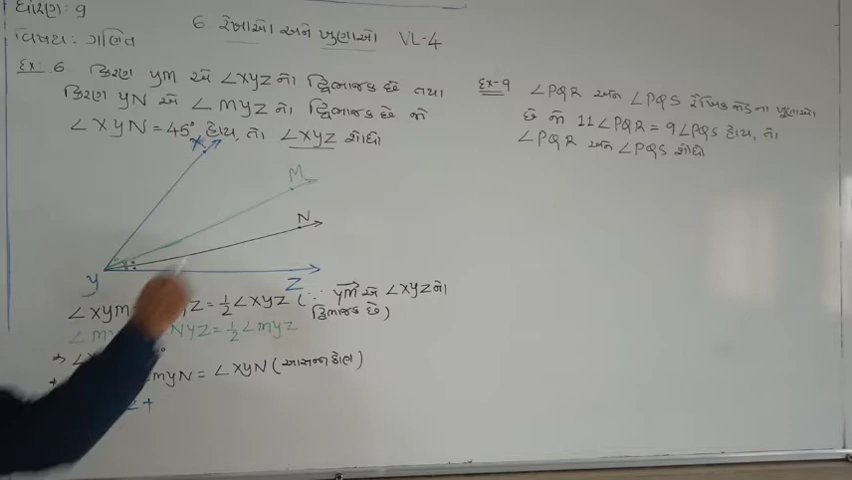 ધોરણ: 9
વિષય: ગણિત
6 રેખાઓ અને ખૂણાઓ VL-4
Ex: 6 કિરણ YM એ ∠XYZ નો દ્વિભાજક છે તથા
કિરણ YN એ ∠MYZ નો દ્વિભાજક છે જો
∠XYN = 45° હોય, તો ∠XYZ શોધો
X
M
N
Y
Z
∠XYM YZ = 1/2 ∠XYZ (∵ YM એ ∠XYZ નો
દ્વિભાજક છે)
NYZ = 1/2 ∠MYZ
MYN = ∠XYN (આસન્નકોણ)
Ex-9 ∠PQR અને ∠PQS રૈખિક જોડના ખૂણાઓ
છે જો 11∠PQR = 9∠PQS હોય, તો
∠PQR અને ∠PQS શોધો